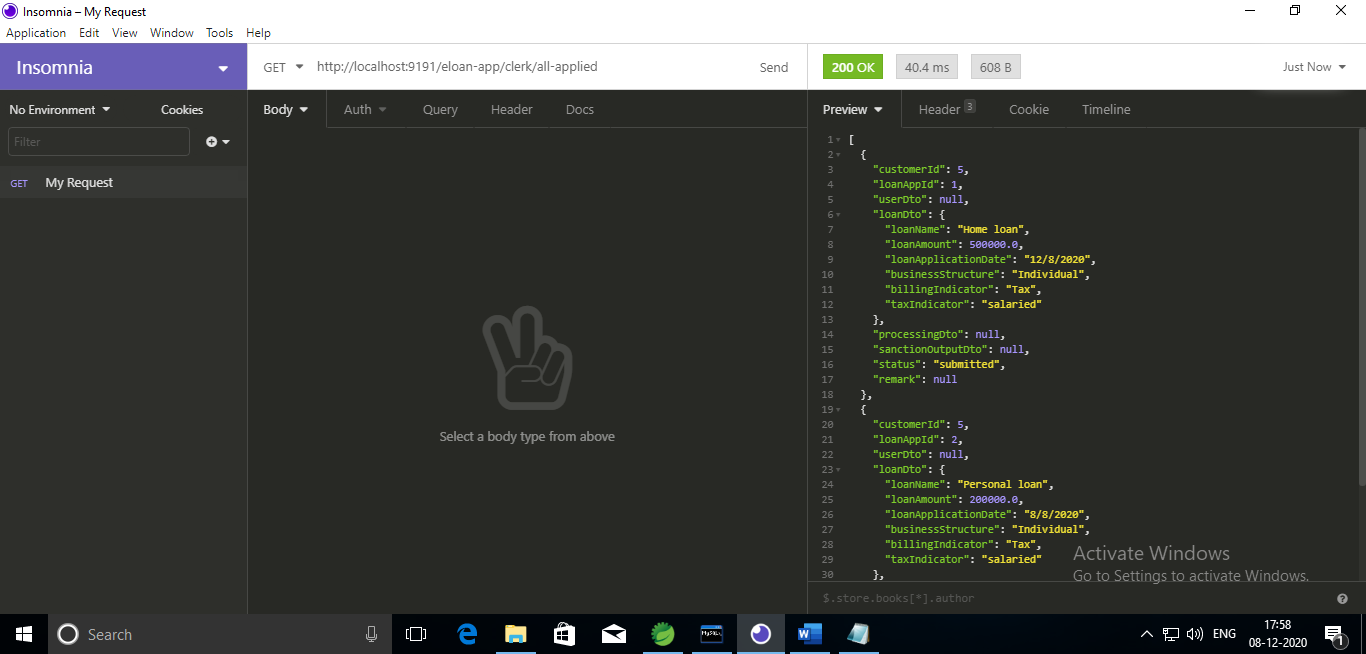 Insomnia – My Request
Application Edit View Window Tools Help
Insomnia
GET http://localhost:9191/eloan-app/clerk/all-applied Send
200 OK 40.4 ms 608 B Just Now
No Environment Cookies
Body Auth Query Header Docs
Preview Header 3 Cookie Timeline
Filter
GET My Request
Select a body type from above
1 [
2 {
3 "customerId": 5,
4 "loanAppId": 1,
5 "userDto": null,
6 "loanDto": {
7 "loanName": "Home loan",
8 "loanAmount": 500000.0,
9 "loanApplicationDate": "12/8/2020",
10 "businessStructure": "Individual",
11 "billingIndicator": "Tax",
12 "taxIndicator": "salaried"
13 },
14 "processingDto": null,
15 "sanctionOutputDto": null,
16 "status": "submitted",
17 "remark": null
18 },
19 {
20 "customerId": 5,
21 "loanAppId": 2,
22 "userDto": null,
23 "loanDto": {
24 "loanName": "Personal loan",
25 "loanAmount": 200000.0,
26 "loanApplicationDate": "8/8/2020",
27 "businessStructure": "Individual",
28 "billingIndicator": "Tax",
29 "taxIndicator": "salaried"
30 },
Activate Windows
Go to Settings to activate Windows.
$.store.books[*].author
Search
MySQL
ENG
17:58
08-12-2020
1